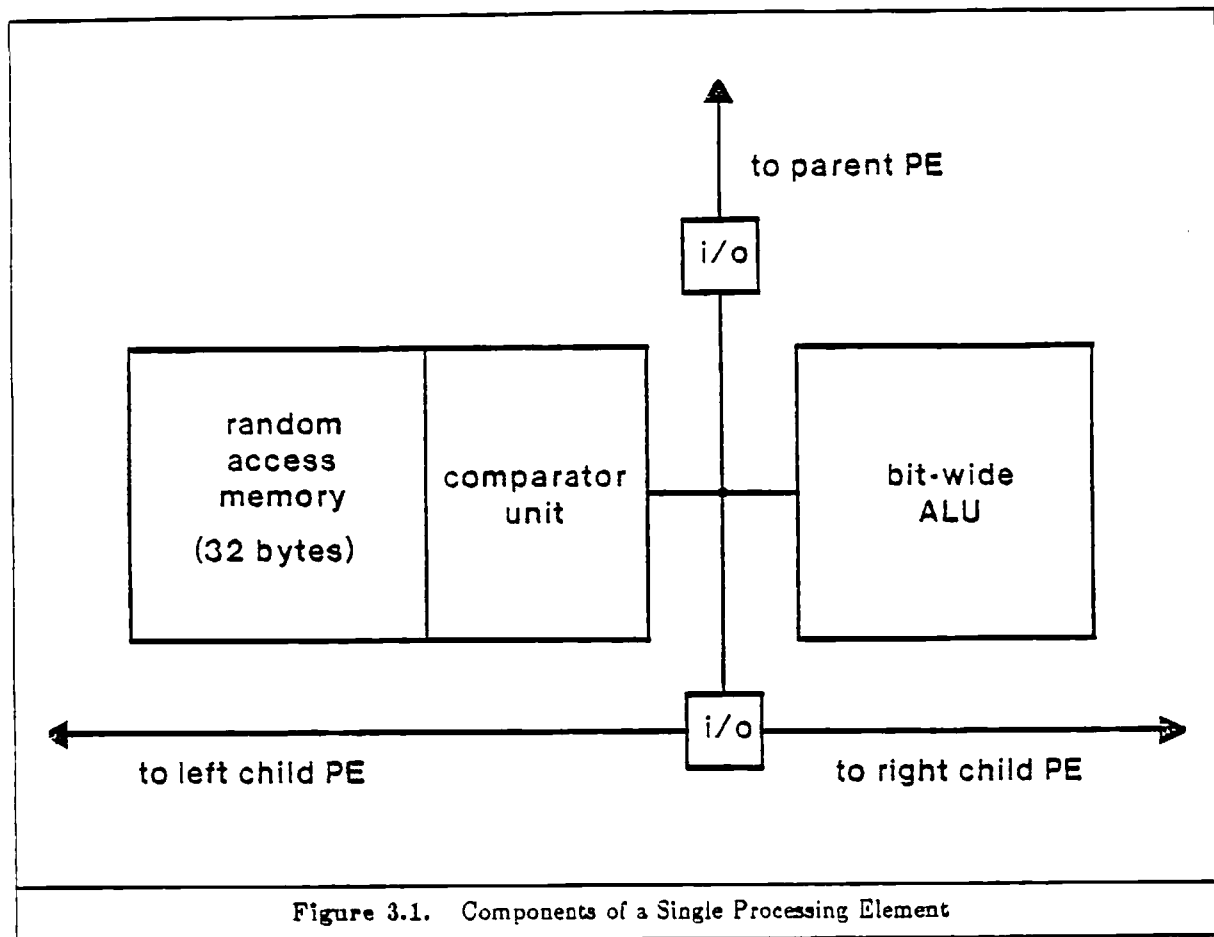 to parent PE
i/o
random
access
memory
(32 bytes)
comparator
unit
bit-wide
ALU
i/o
to left child PE
to right child PE
Figure 3.1. Components of a Single Processing Element